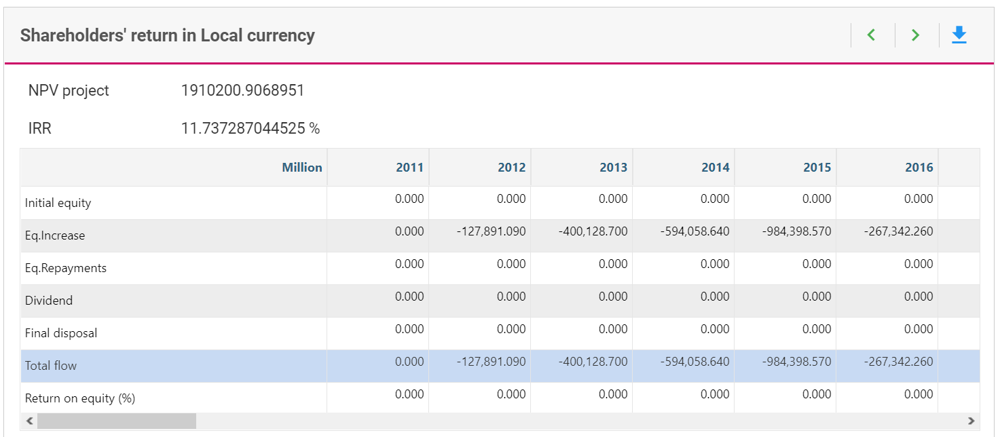 Shareholders' return in Local currency
NPV project 1910200.9068951
IRR 11.737287044525 %
Million 2011 2012 2013 2014 2015 2016
Initial equity 0.000 0.000 0.000 0.000 0.000 0.000
Eq.Increase 0.000 -127,891.090 -400,128.700 -594,058.640 -984,398.570 -267,342.260
Eq.Repayments 0.000 0.000 0.000 0.000 0.000 0.000
Dividend 0.000 0.000 0.000 0.000 0.000 0.000
Final disposal 0.000 0.000 0.000 0.000 0.000 0.000
Total flow 0.000 -127,891.090 -400,128.700 -594,058.640 -984,398.570 -267,342.260
Return on equity (%) 0.000 0.000 0.000 0.000 0.000 0.000